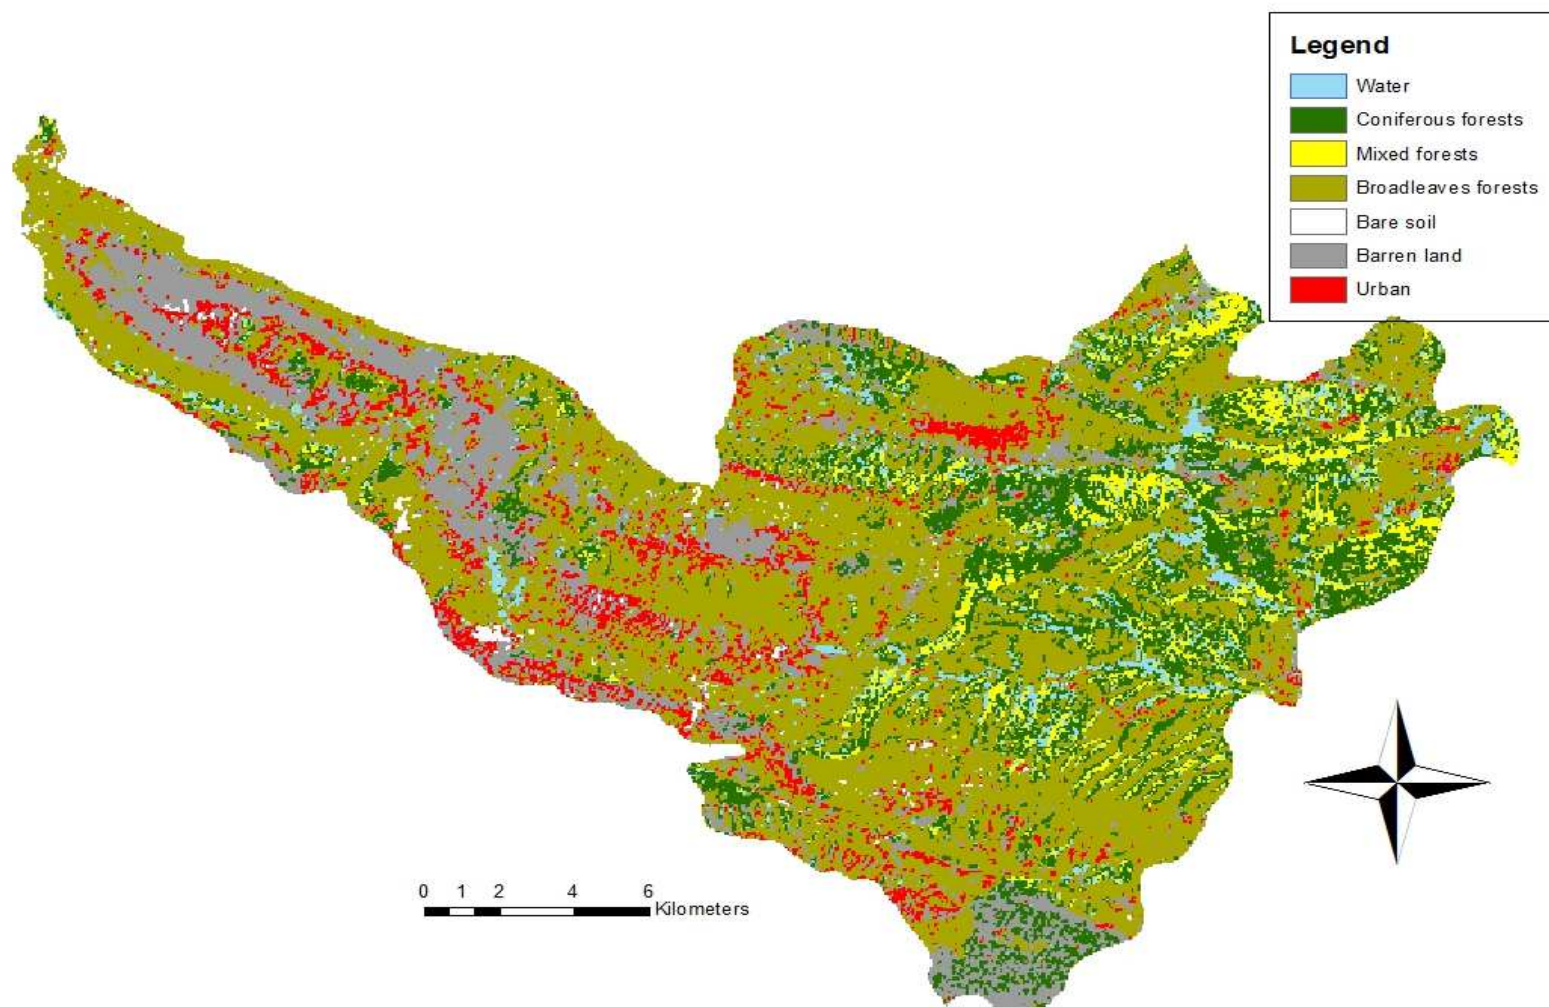 Legend
Water
Coniferous forests
Mixed forests
Broadleaves forests
Bare soil
Barren land
Urban
0 1 2 4 6
Kilometers